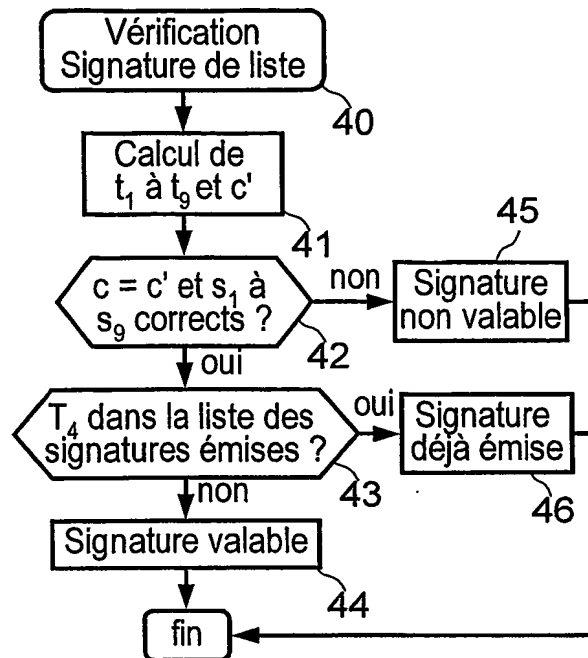 Vérification
Signature de liste
40
Calcul de
t₁ à t₉ et c'
41
c = c' et s₁ à
s₉ corrects ?
42
non
45
Signature
non valable
oui
T₄ dans la liste des
signatures émises ?
43
oui
Signature
déjà émise
46
non
Signature valable
44
fin